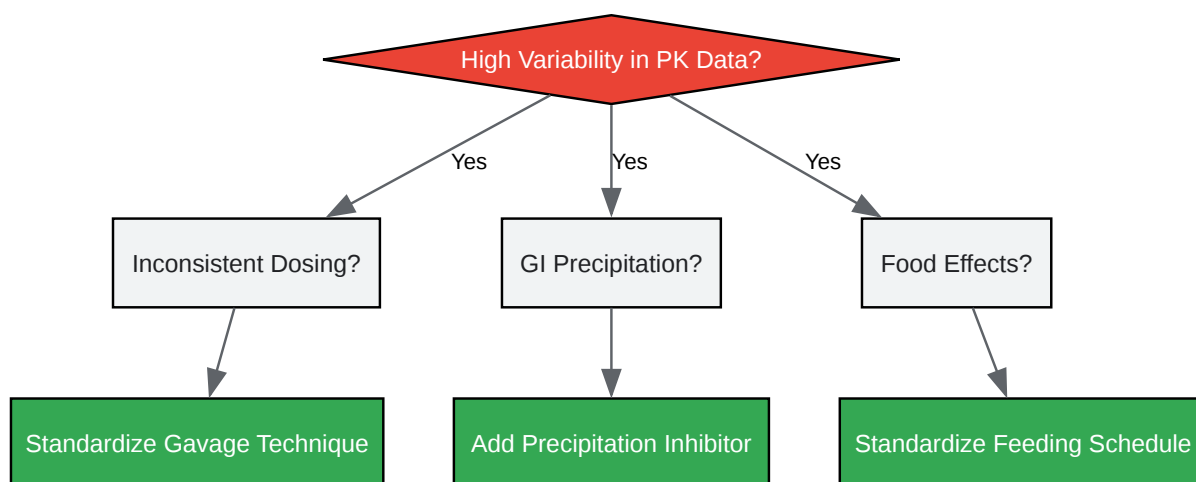 High Variability in PK Data?
Yes
Yes
Yes
Inconsistent Dosing?
GI Precipitation?
Food Effects?
Standardize Gavage Technique
Add Precipitation Inhibitor
Standardize Feeding Schedule